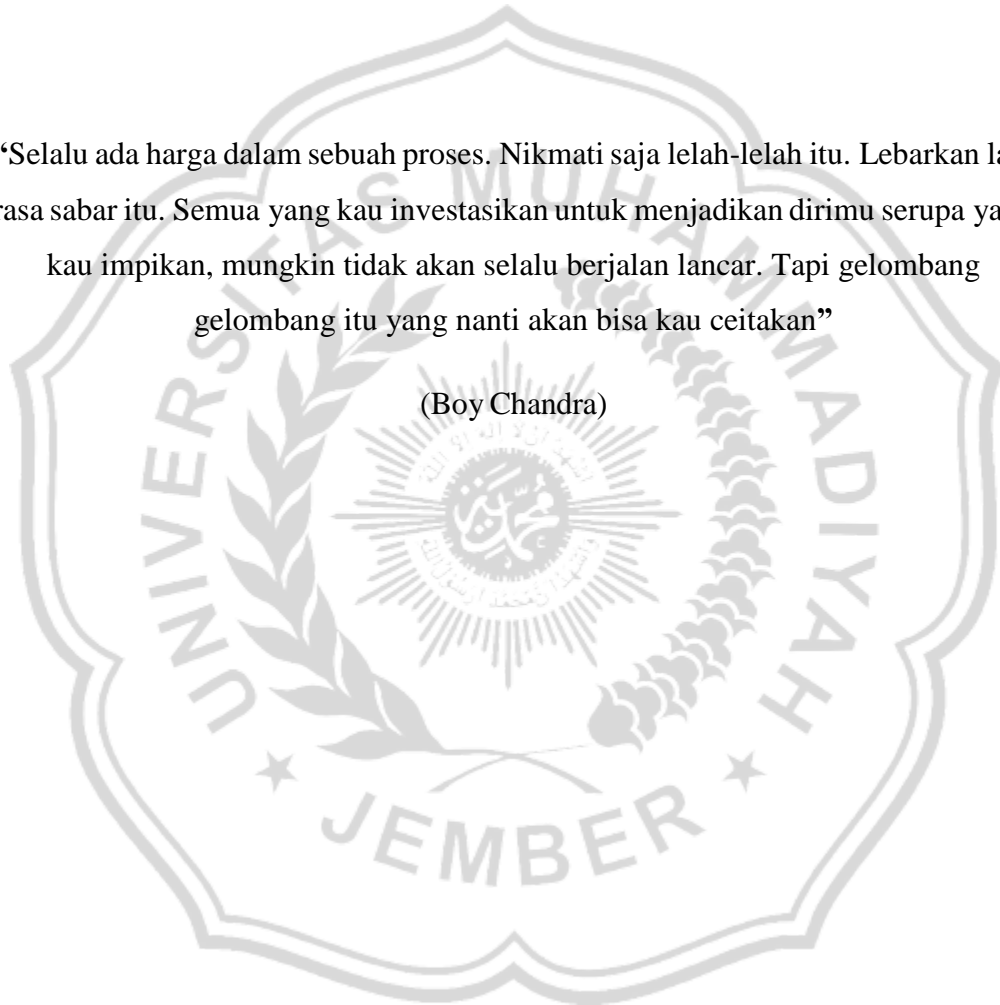 “Selalu ada harga dalam sebuah proses. Nikmati saja lelah-lelah itu. Lebarkan la
rasa sabar itu. Semua yang kau investasikan untuk menjadikan dirimu serupa ya
kau impikan, mungkin tidak akan selalu berjalan lancar. Tapi gelombang
gelombang itu yang nanti akan bisa kau ceitakan”
(Boy Chandra)
UNIVERSITAS MUHAMMADIYAH
JEMBER